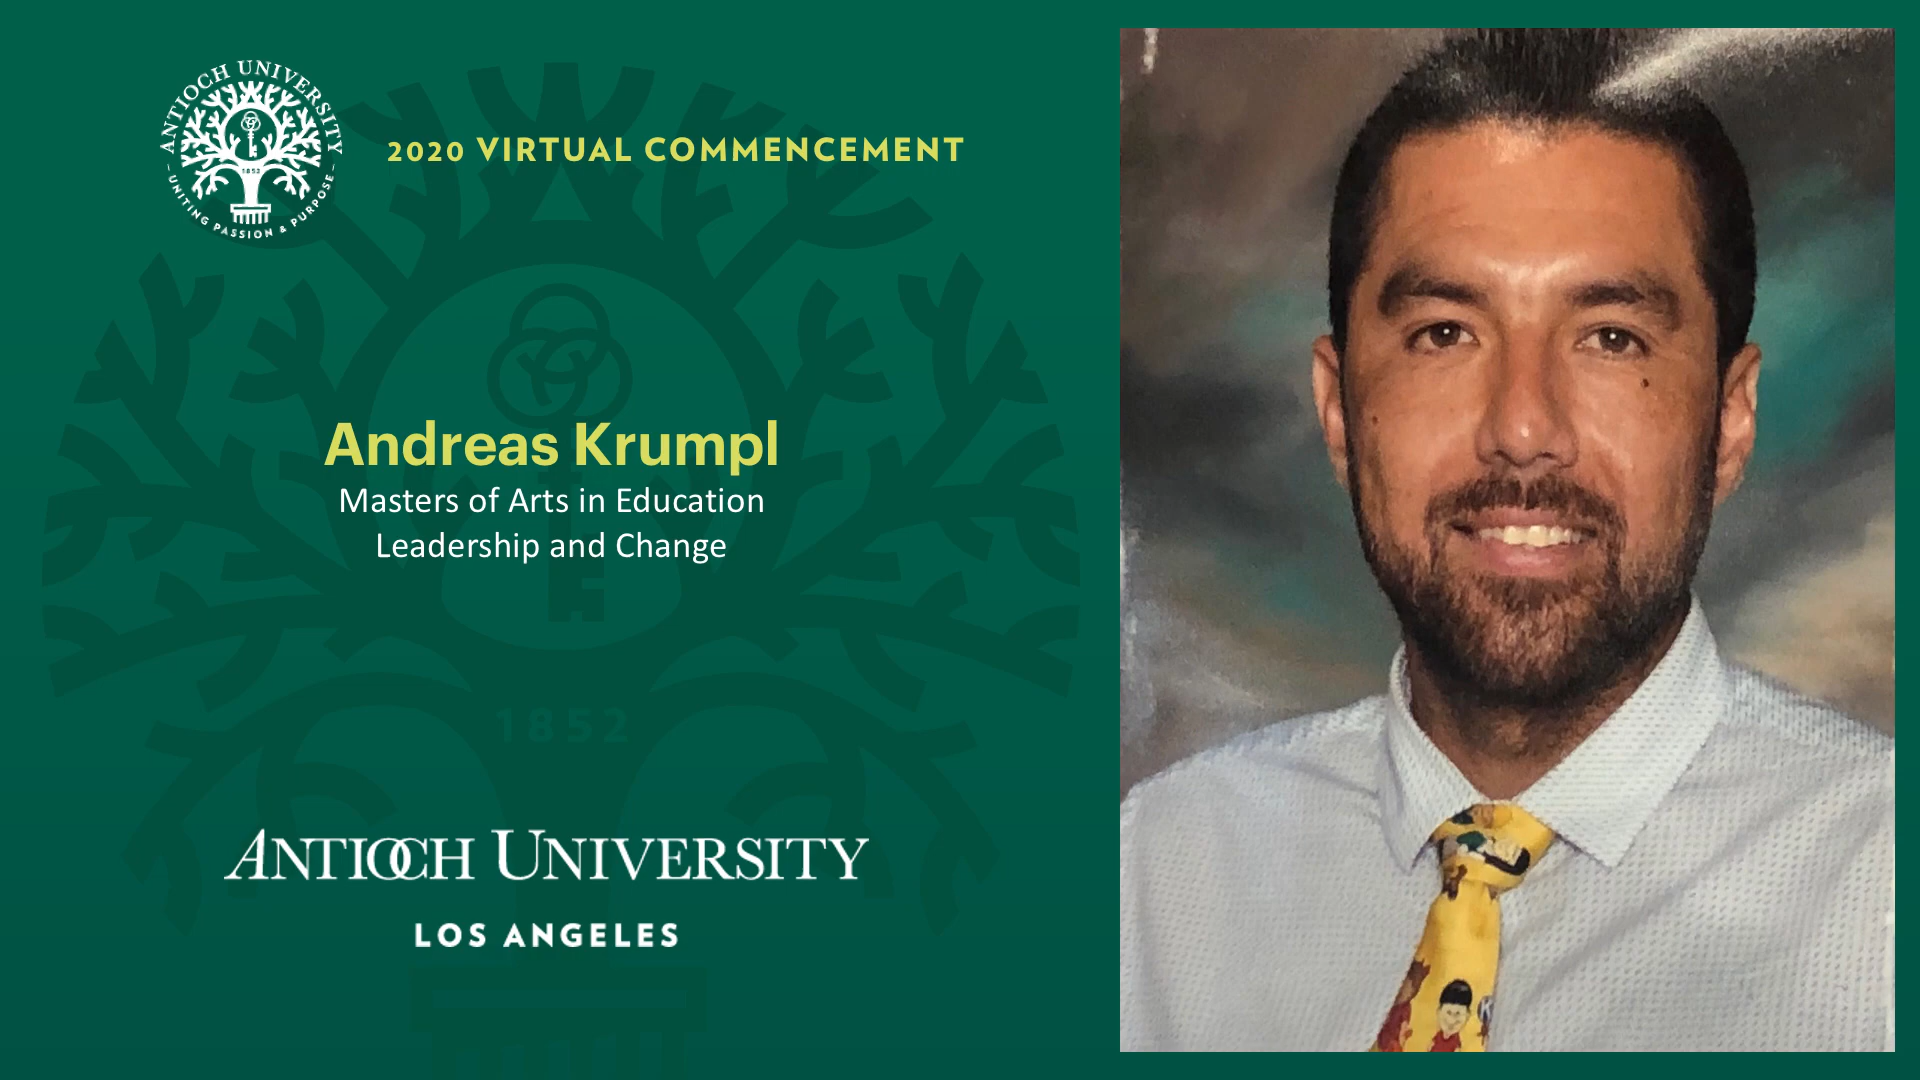 ANTIOCH UNIVERSITY
1852
– UNITING PASSION & PURPOSE –
2020 VIRTUAL COMMENCEMENT
Andreas Krumpl
Masters of Arts in Education
Leadership and Change
1852
ANTIOCH UNIVERSITY
LOS ANGELES